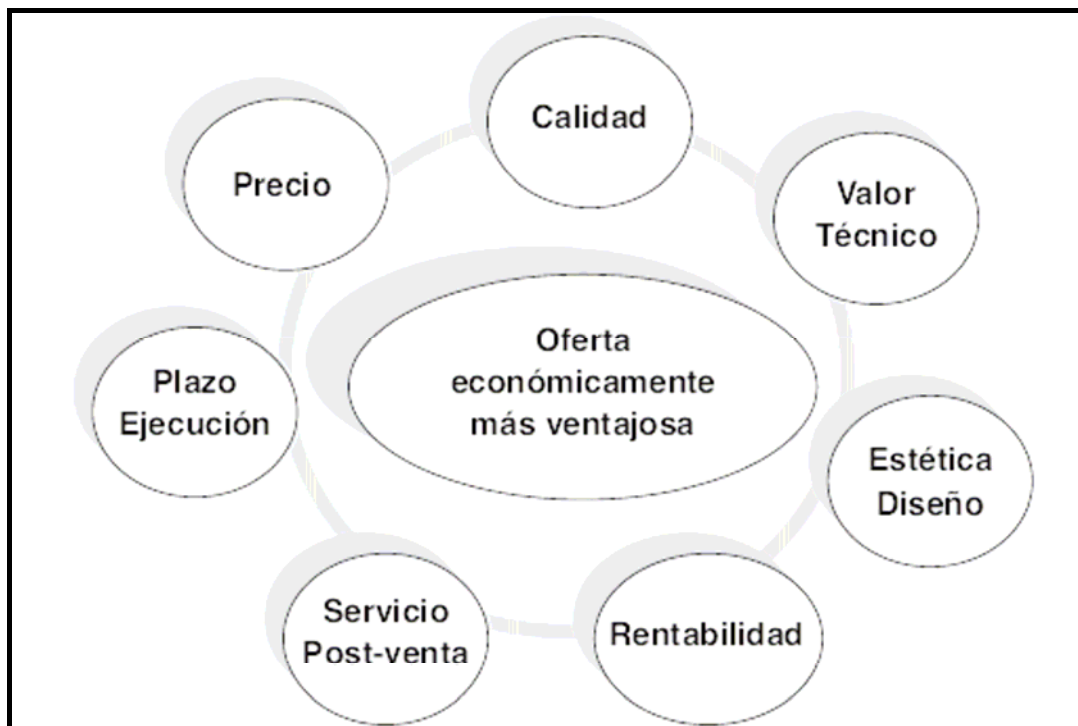 Calidad
Precio
Valor
Técnico
Oferta
económicamente
más ventajosa
Plazo
Ejecución
Estética
Diseño
Servicio
Post-venta
Rentabilidad